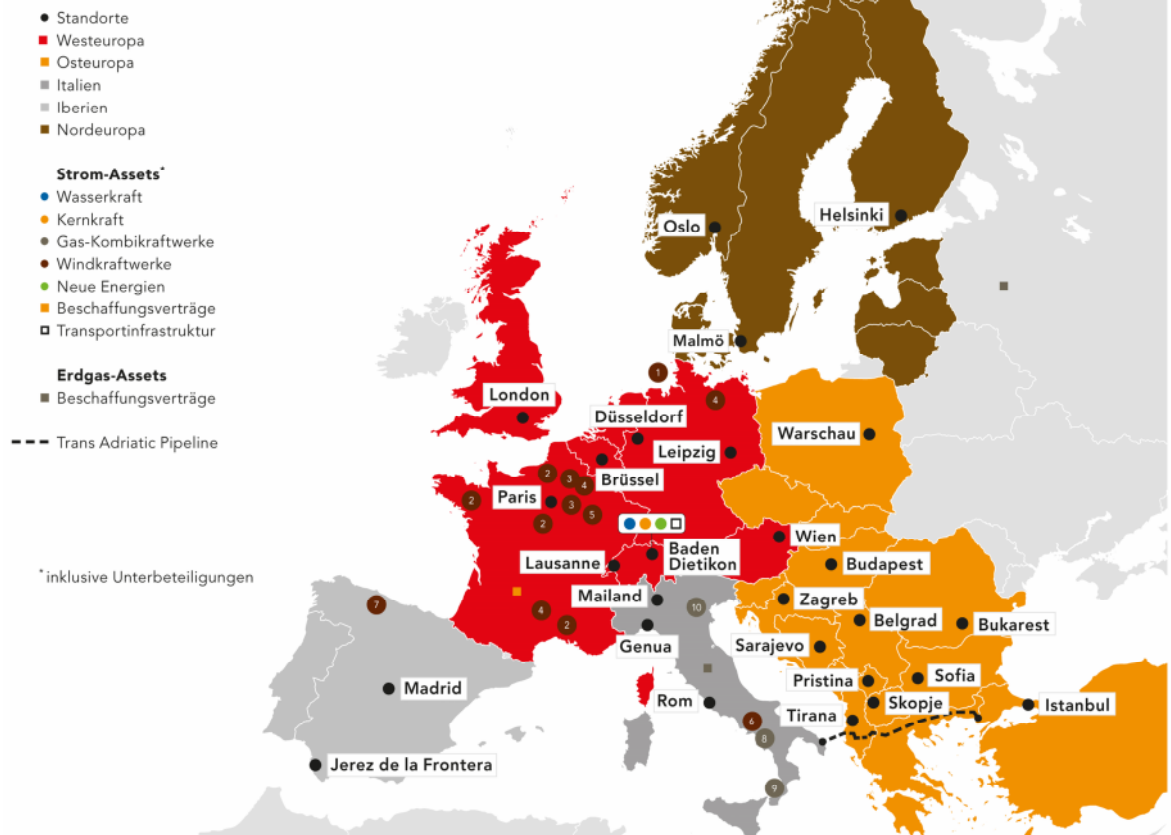 Standorte
Westeuropa
Osteuropa
Italien
Iberien
Nordeuropa
Strom-Assets*
Wasserkraft
Kernkraft
Gas-Kombikraftwerke
Windkraftwerke
Neue Energien
Beschaffungsverträge
Transportinfrastruktur
Erdgas-Assets
Beschaffungsverträge
Trans Adriatic Pipeline
* inklusive Unterbeteiligungen
Helsinki
Oslo
Malmö
1
London
4
Düsseldorf
Warschau
Leipzig
Brüssel
2
3
4
Paris
2
3
5
2
Wien
Baden
Dietikon
Lausanne
Budapest
Mailand
Zagreb
7
10
4
2
Belgrad
Bukarest
Genua
Sarajevo
Madrid
Pristina
Sofia
Rom
Skopje
Istanbul
Tirana
6
8
Jerez de la Frontera
9